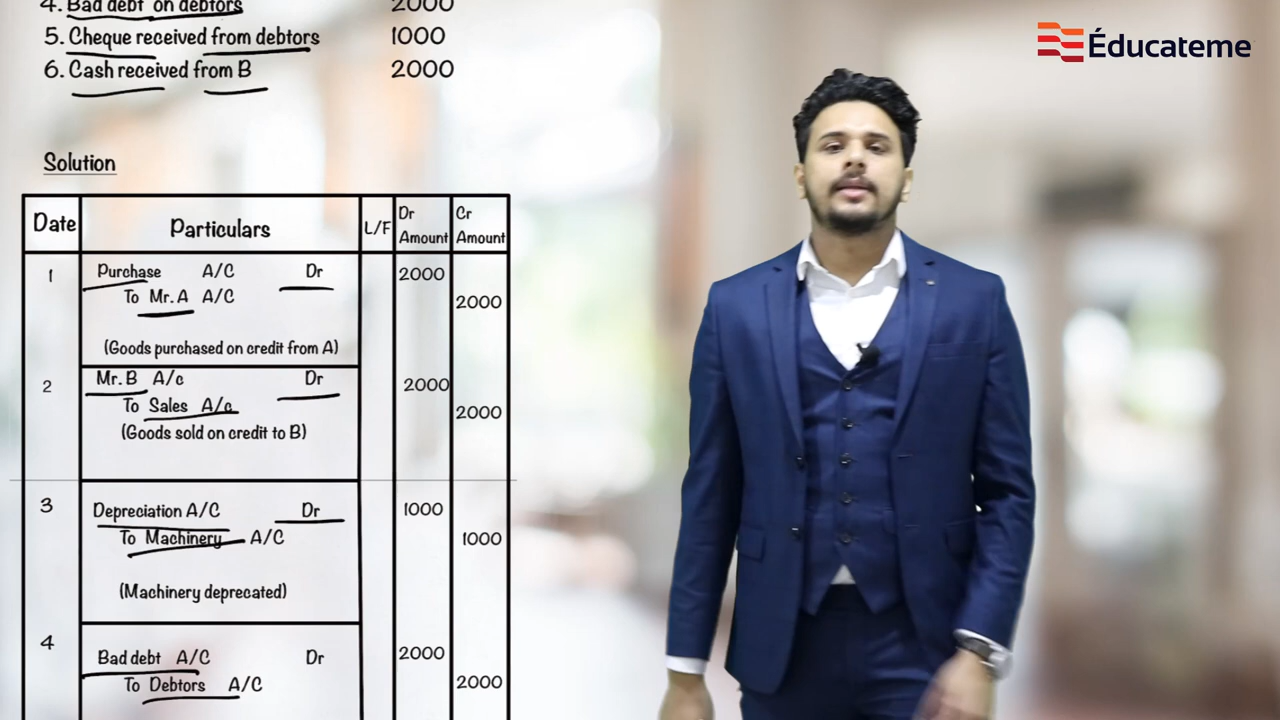 4. Bad debt on debtors 2000
5. Cheque received from debtors 1000
6. Cash received from B 2000
Éducateme
Solution
Date Particulars L/F Dr Amount Cr Amount
1 Purchase A/C Dr 2000
To Mr. A A/C 2000
(Goods purchased on credit from A)
2 Mr. B A/c Dr 2000
To Sales A/c 2000
(Goods sold on credit to B)
3 Depreciation A/C Dr 1000
To Machinery A/C 1000
(Machinery deprecated)
4 Bad debt A/C Dr 2000
To Debtors A/C 2000